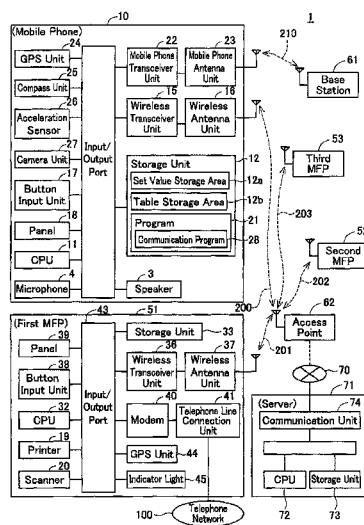 10
1
(Mobile Phone)
24
GPS Unit
25
Compass Unit
26
Acceleration Sensor
27
Camera Unit
17
Button Input Unit
18
Panel
11
CPU
4
Microphone
Input/Output Port
22
Mobile Phone Transceiver Unit
23
Mobile Phone Antenna Unit
15
Wireless Transceiver Unit
16
Wireless Antenna Unit
Storage Unit
12
Set Value Storage Area
12a
Table Storage Area
12b
Program
21
Communication Program
28
3
Speaker
210
61
Base Station
53
Third MFP
203
52
Second MFP
202
200
62
Access Point
201
43
51
(First MFP)
39
Panel
38
Button Input Unit
32
CPU
19
Printer
20
Scanner
Input/Output Port
Storage Unit
33
36
Wireless Transceiver Unit
37
Wireless Antenna Unit
40
Modem
41
Telephone Line Connection Unit
GPS Unit
44
Indicator Light
45
100
Telephone Network
70
71
(Server)
74
Communication Unit
CPU
72
Storage Unit
73